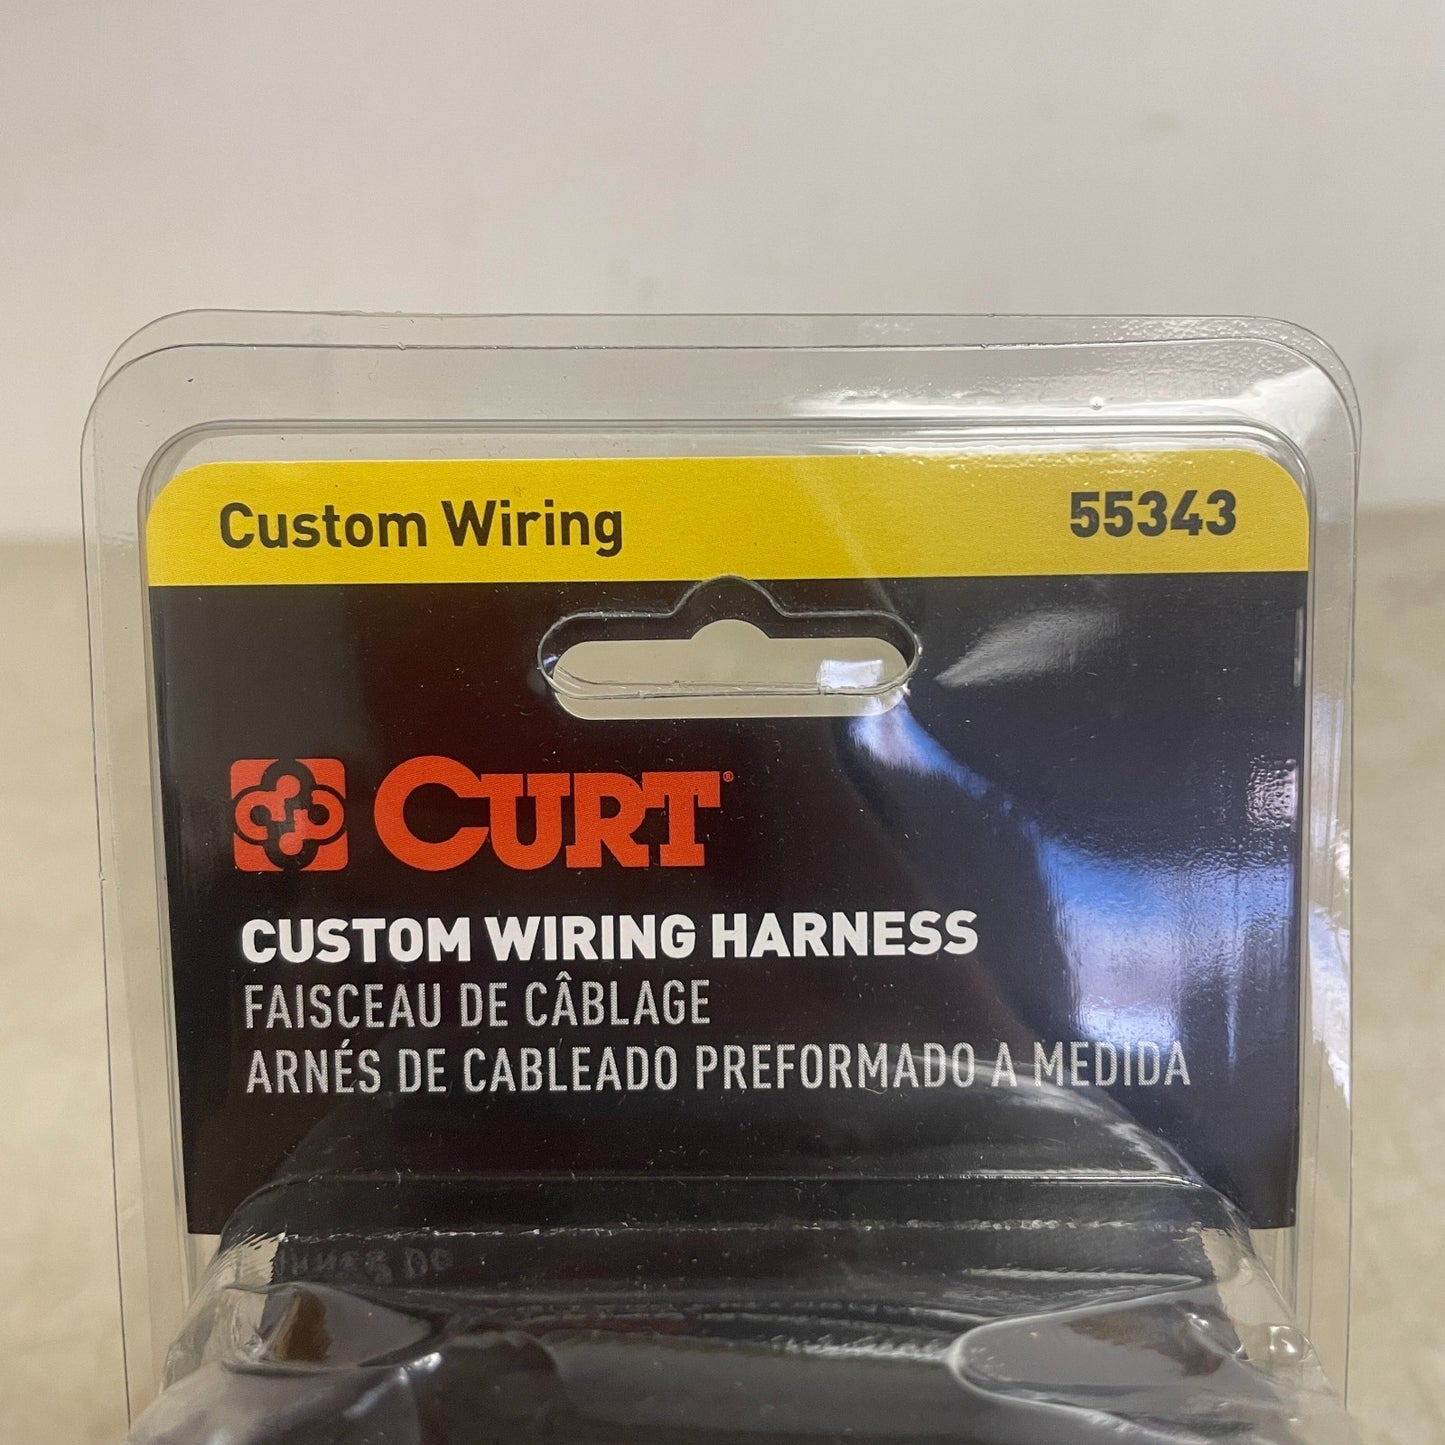 Custom Wiring 55343
CURT®
CUSTOM WIRING HARNESS
FAISCEAU DE CÂBLAGE
ARNÉS DE CABLEADO PREFORMADO A MEDIDA